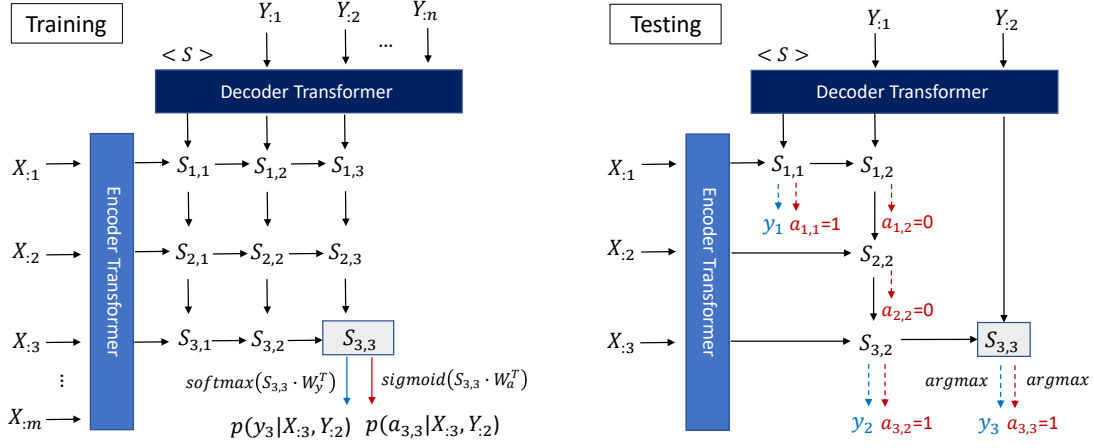 Training
Y:1 Y:2 ... Y:n
< S >
Decoder Transformer
Encoder Transformer
X:1 S1,1 S1,2 S1,3
X:2 S2,1 S2,2 S2,3
X:3 S3,1 S3,2 S3,3
⋮
X:m
softmax(S3,3 · W_y^T) sigmoid(S3,3 · W_a^T)
p(y3|X:3, Y:2) p(a3,3|X:3, Y:2)
Testing
Y:1 Y:2
< S >
Decoder Transformer
Encoder Transformer
X:1 S1,1 S1,2
y1 a1,1=1 a1,2=0
X:2 S2,2
a2,2=0
X:3 S3,2 S3,3
argmax argmax
y2 a3,2=1 y3 a3,3=1